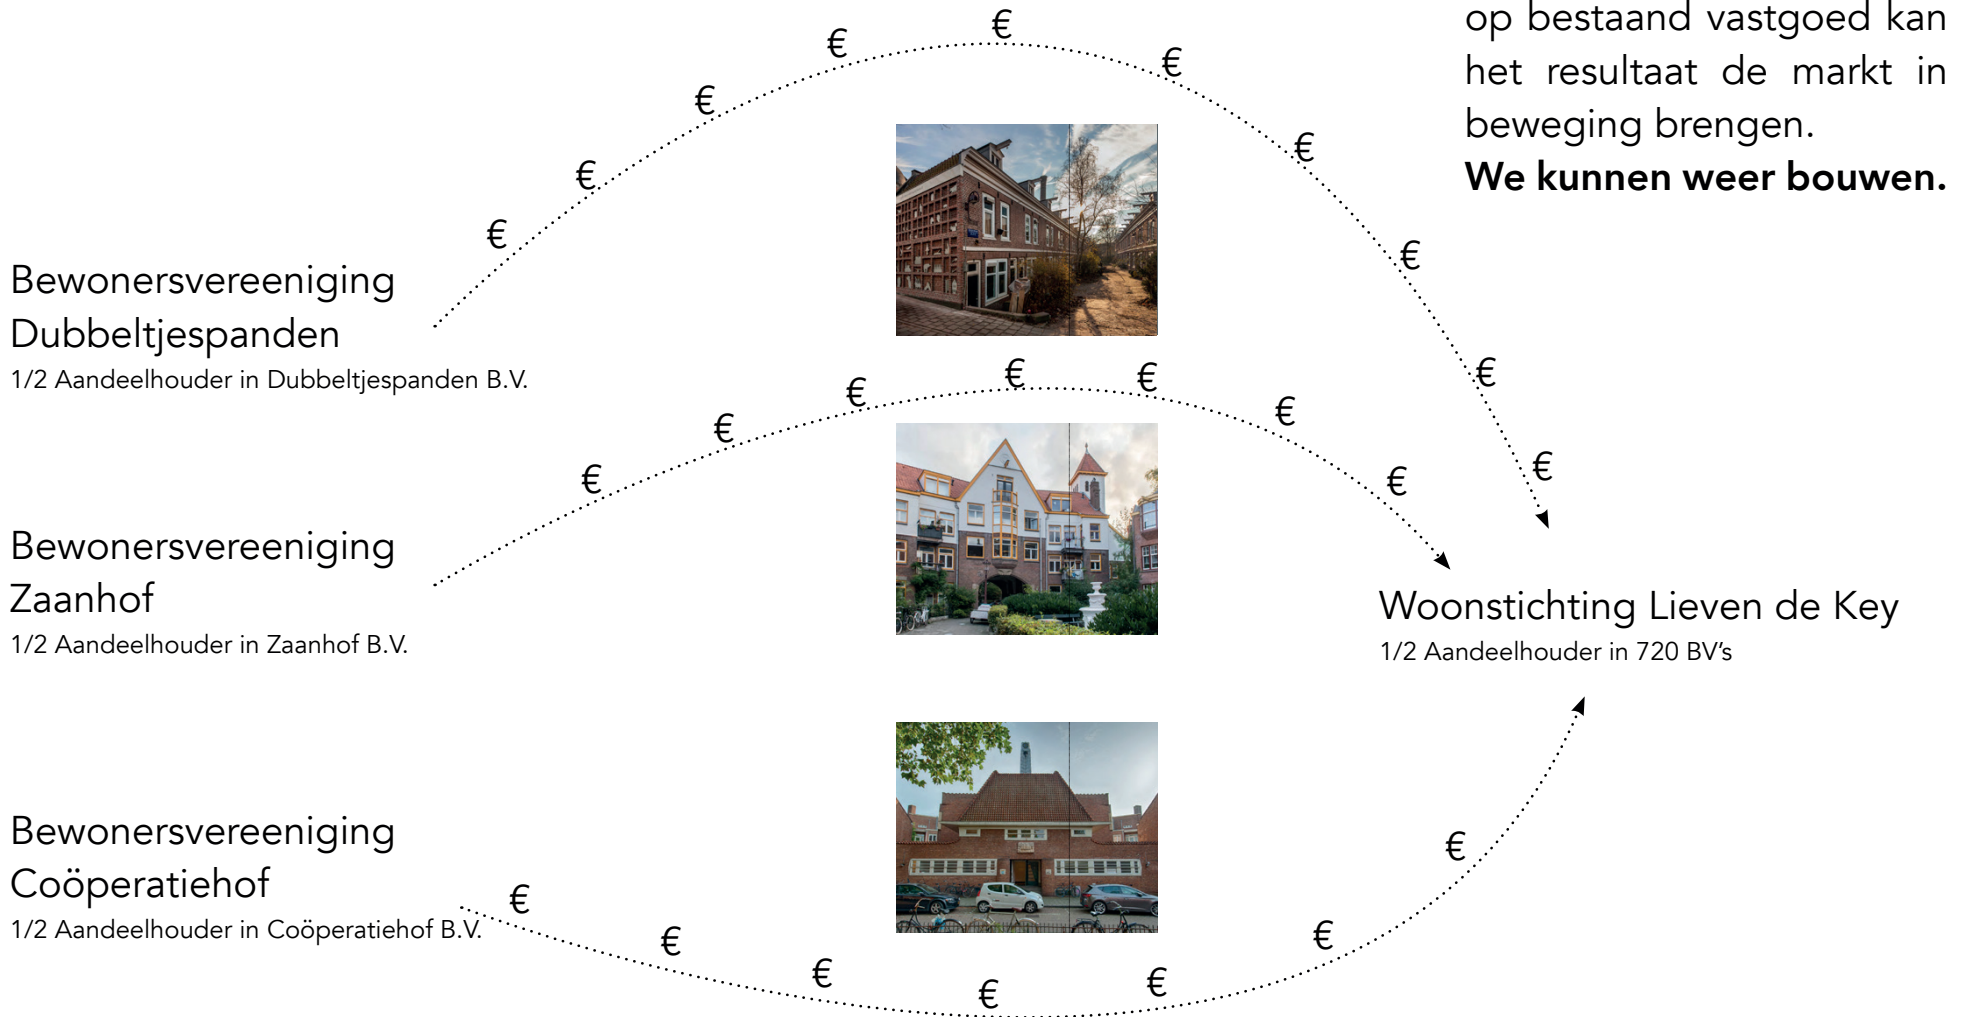 op bestaand vastgoed kan
het resultaat de markt in
beweging brengen.
We kunnen weer bouwen.
€ € € € € € € € € €
Bewonersvereeniging
Dubbeltjespanden
1/2 Aandeelhouder in Dubbeltjespanden B.V.
€ € € € € € €
Bewonersvereeniging
Zaanhof
1/2 Aandeelhouder in Zaanhof B.V.
Woonstichting Lieven de Key
1/2 Aandeelhouder in 720 BV’s
Bewonersvereeniging
Coöperatiehof
1/2 Aandeelhouder in Coöperatiehof B.V.
€ € € € € € €